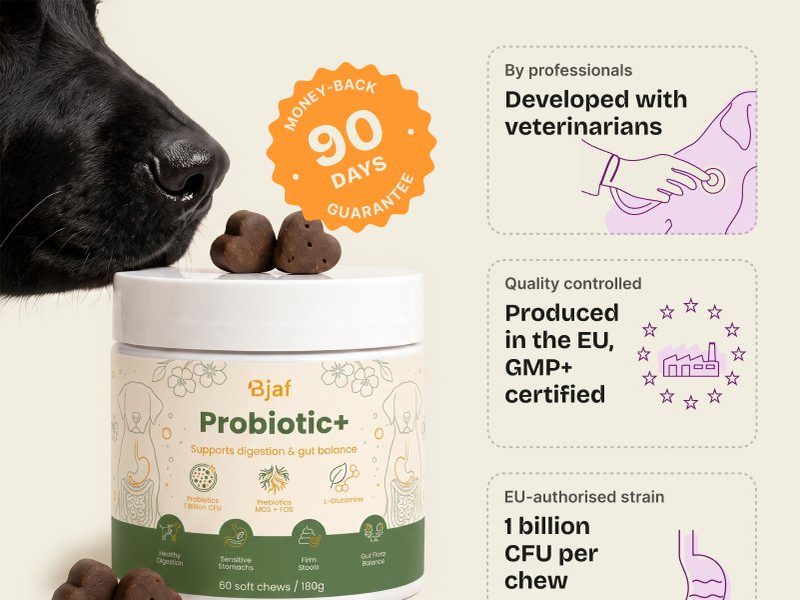 MONEY-BACK
90
DAYS
GUARANTEE
Bjaf
Probiotic+
Supports digestion & gut balance
Probiotics
1 Billion CFU
Prebiotics
MOS + FOS
L-Glutamine
Healthy
Digestion
Sensitive
Stomachs
Firm
Stools
Gut Flora
Balance
60 soft chews / 180g
By professionals
Developed with
veterinarians
Quality controlled
Produced
in the EU,
GMP+
certified
EU-authorised strain
1 billion
CFU per
chew